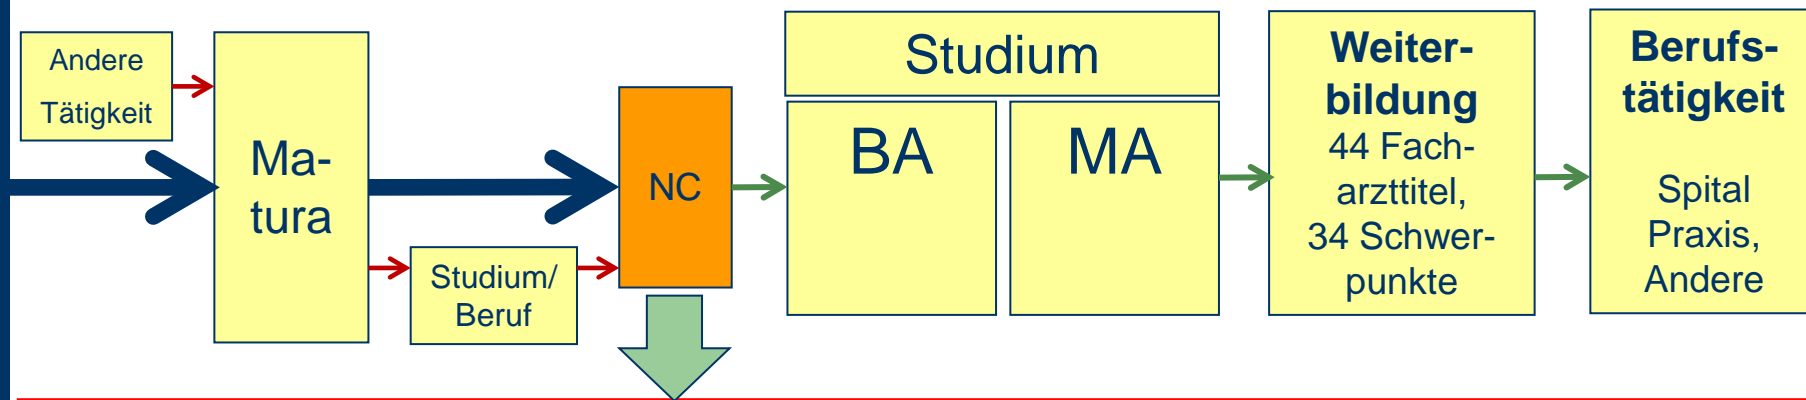 Andere
Tätigkeit
Ma-
tura
Studium/
Beruf
NC
Studium
BA
MA
Weiter-
bildung
44 Fach-
arzttitel,
34 Schwer-
punkte
Berufs-
tätigkeit
Spital
Praxis,
Andere